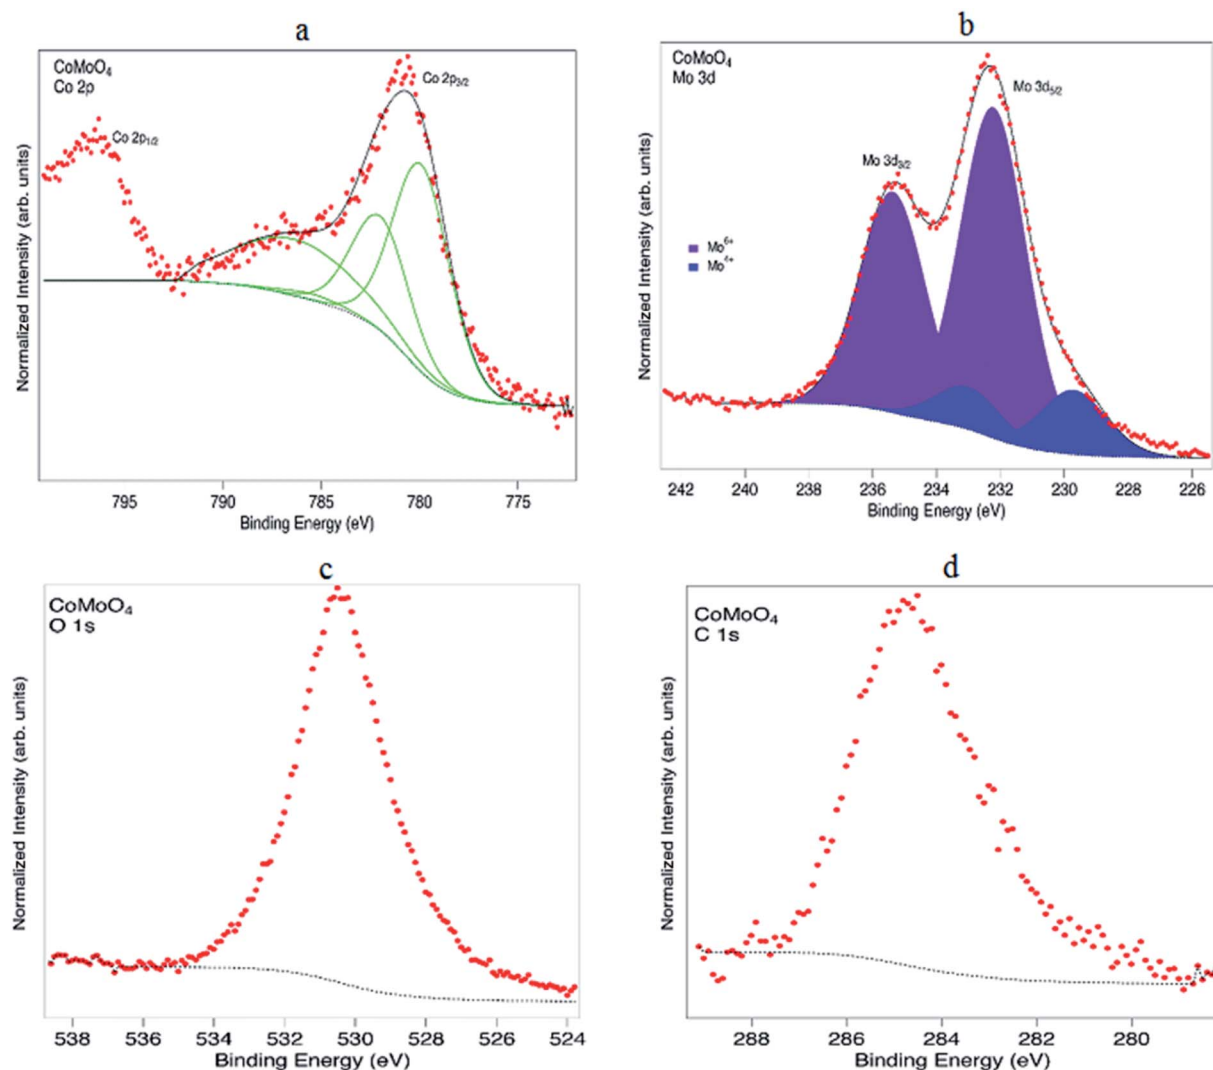 a
CoMoO₄
Co 2p
Co 2p₃/₂
Co 2p₁/₂
Normalized Intensity (arb. units)
795 790 785 780 775
Binding Energy (eV)
b
CoMoO₄
Mo 3d
Mo 3d₅/₂
Mo 3d₃/₂
Mo⁶⁺
Mo⁴⁺
Normalized Intensity (arb. units)
242 240 238 236 234 232 230 228 226
Binding Energy (eV)
c
CoMoO₄
O 1s
Normalized Intensity (arb. units)
538 536 534 532 530 528 526 524
Binding Energy (eV)
d
CoMoO₄
C 1s
Normalized Intensity (arb. units)
288 286 284 282 280
Binding Energy (eV)